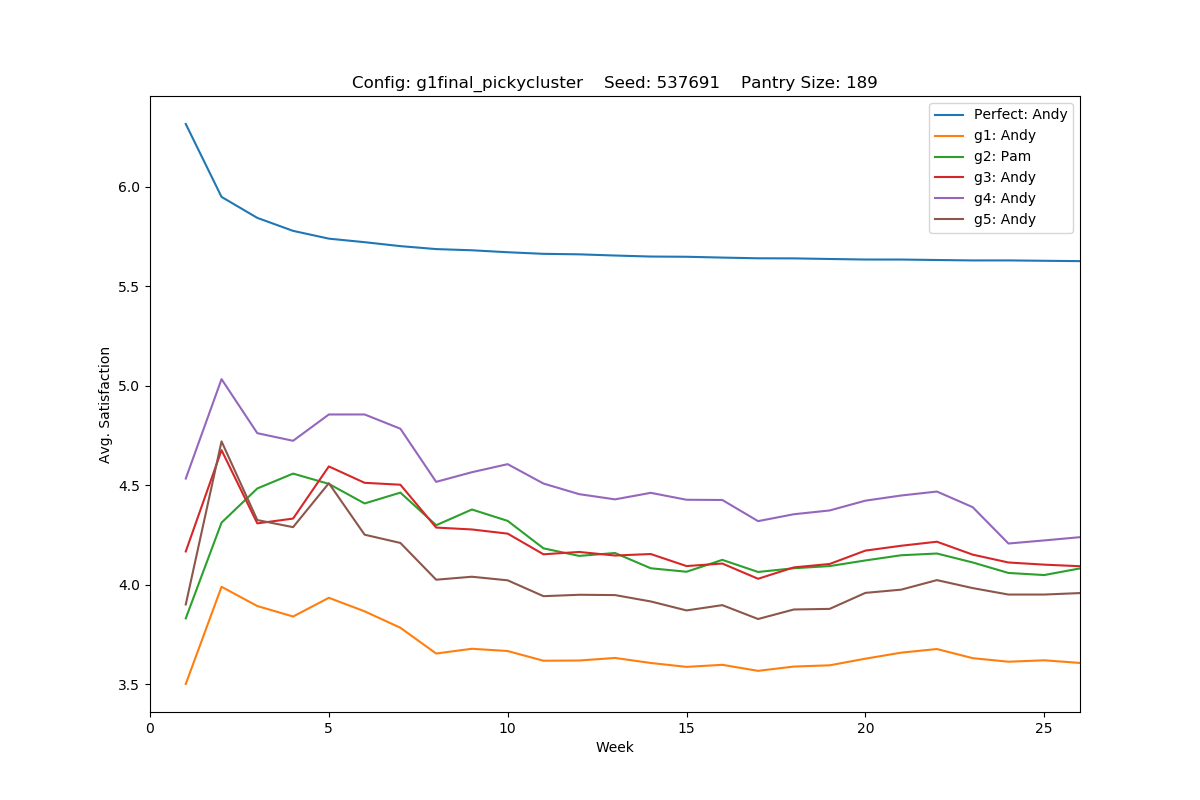 Config: g1final_pickycluster    Seed: 537691    Pantry Size: 189
Perfect: Andy
g1: Andy
g2: Pam
g3: Andy
g4: Andy
g5: Andy
6.0
5.5
5.0
4.5
4.0
3.5
Avg. Satisfaction
0 5 10 15 20 25
Week